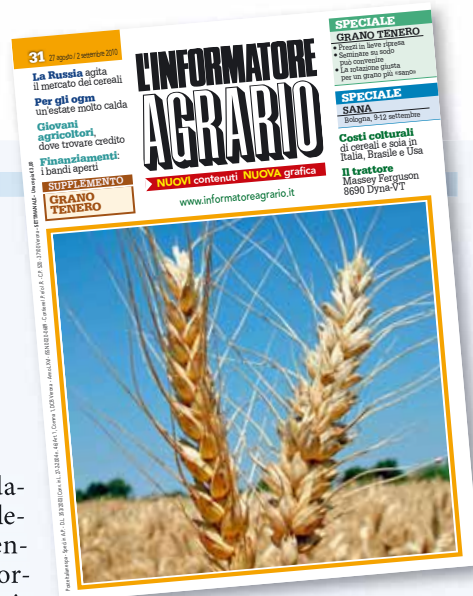 31 27 agosto / 2 settembre 2010
La Russia agita
il mercato dei cereali
Per gli ogm
un'estate molto calda
Giovani
agricoltori,
dove trovare credito
Finanziamenti:
i bandi aperti
SUPPLEMENTO
GRANO
TENERO
L'INFORMATORE
AGRARIO
NUOVI contenuti NUOVA grafica
www.informatoreagrario.it
SPECIALE
GRANO TENERO
• Prezzi in lieve ripresa
• Seminare su sodo
può convenire
• La rotazione giusta
per un grano più «sano»
SPECIALE
SANA
Bologna, 9-12 settembre
Costi colturali
di cereali e soia in
Italia, Brasile e Usa
Il trattore
Massey Ferguson
8690 Dyna-VT
la-
le-
en-
or-